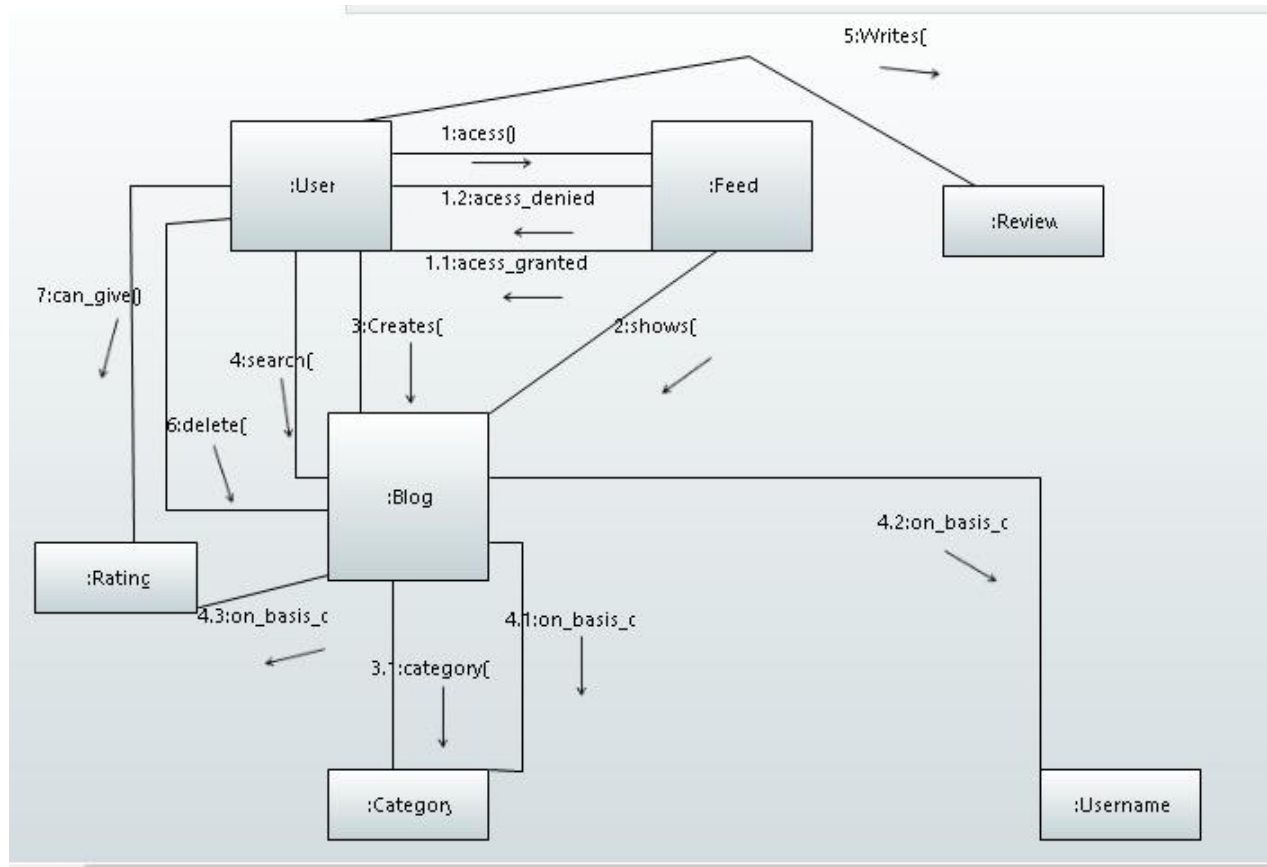 5:Writes(
1:acess()
:User
:Feed
1.2:acess_denied
:Review
1.1:acess_granted
7:can_give()
3:Creates(
2:shows(
4:search(
6:delete(
:Blog
4.2:on_basis_c
:Rating
4.3:on_basis_c
4.1:on_basis_c
3.1:category(
:Category
:Username